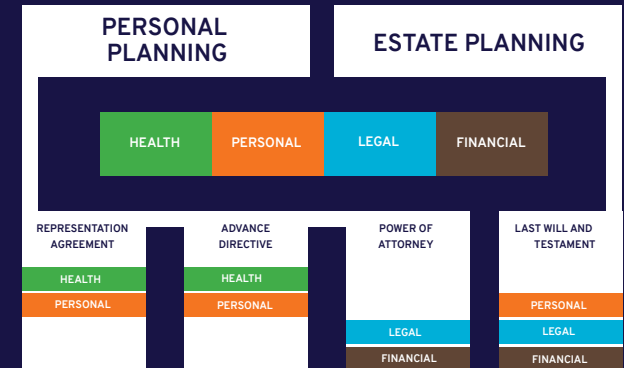 PERSONAL
PLANNING
ESTATE PLANNING
HEALTH
PERSONAL
LEGAL
FINANCIAL
REPRESENTATION
AGREEMENT
HEALTH
PERSONAL
ADVANCE
DIRECTIVE
HEALTH
PERSONAL
POWER OF
ATTORNEY
LEGAL
FINANCIAL
LAST WILL AND
TESTAMENT
PERSONAL
LEGAL
FINANCIAL